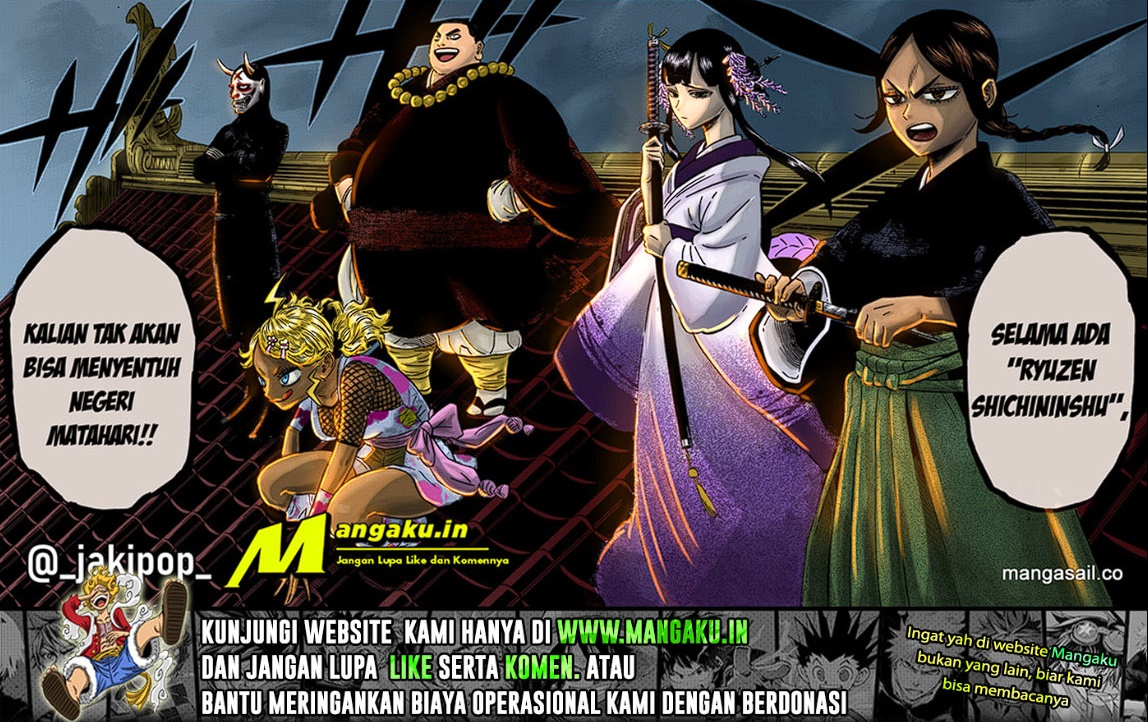 SELAMA ADA
"RYUZEN
SHICHININSHU",
KALIAN TAK AKAN
BISA MENYENTUH
NEGERI
MATAHARI!!
@_jakipop_
Mangaku.in
Jangan Lupa Like dan Komennya
mangasail.co
KUNJUNGI WEBSITE KAMI HANYA DI WWW.MANGAKU.IN
DAN JANGAN LUPA LIKE SERTA KOMEN. ATAU
BANTU MERINGANKAN BIAYA OPERASIONAL KAMI DENGAN BERDONASI
Ingat yah di website Mangaku
bukan yang lain, biar kami
bisa membacanya